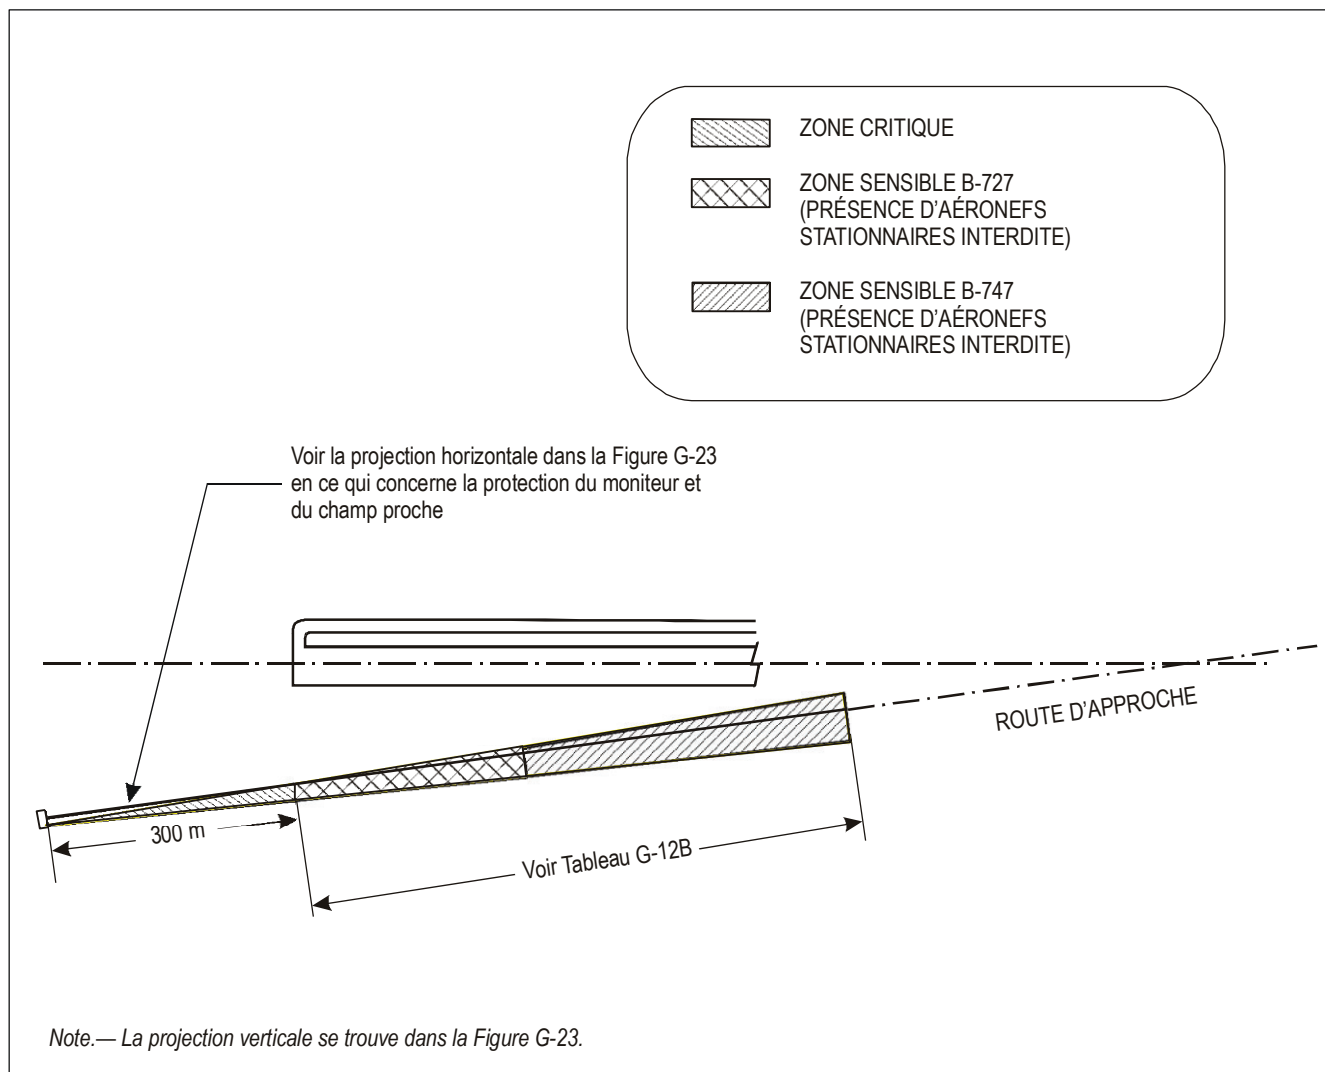 ZONE CRITIQUE
ZONE SENSIBLE B-727
(PRÉSENCE D'AÉRONEFS
STATIONNAIRES INTERDITE)
ZONE SENSIBLE B-747
(PRÉSENCE D'AÉRONEFS
STATIONNAIRES INTERDITE)
Voir la projection horizontale dans la Figure G-23
en ce qui concerne la protection du moniteur et
du champ proche
ROUTE D'APPROCHE
300 m
Voir Tableau G-12B
Note.— La projection verticale se trouve dans la Figure G-23.